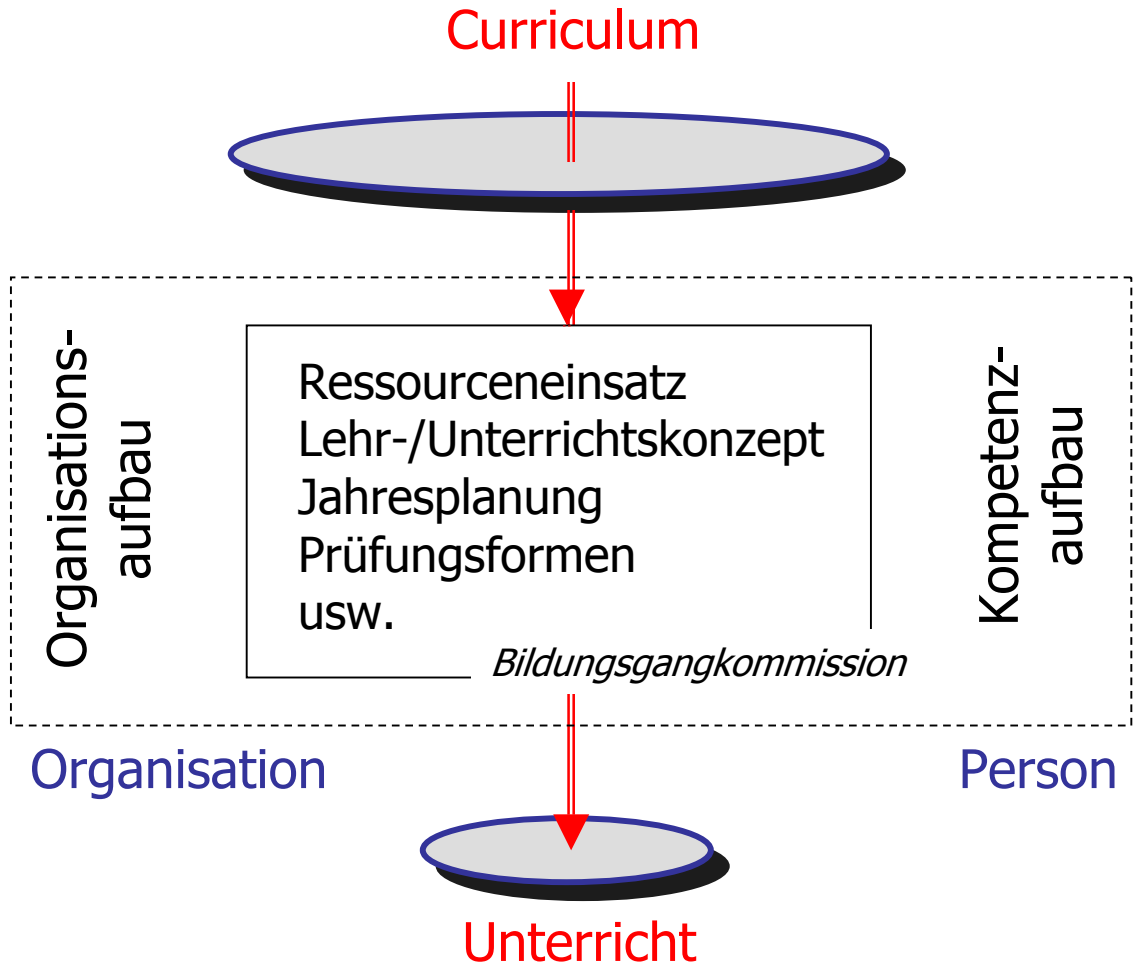 Curriculum
Organisations-
aufbau
Ressourceneinsatz
Lehr-/Unterrichtskonzept
Jahresplanung
Prüfungsformen
usw.
Bildungsgangkommission
Kompetenz-
aufbau
Organisation
Person
Unterricht